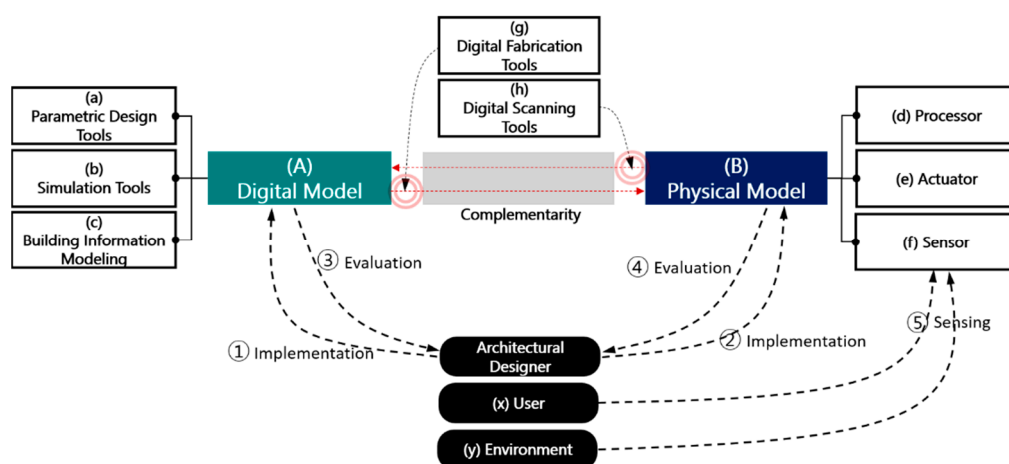 (g)
Digital Fabrication
Tools
(h)
Digital Scanning
Tools
(a)
Parametric Design
Tools
(b)
Simulation Tools
(c)
Building Information
Modeling
(A)
Digital Model
Complementarity
(B)
Physical Model
(d) Processor
(e) Actuator
(f) Sensor
③ Evaluation
④ Evaluation
① Implementation
② Implementation
⑤ Sensing
Architectural
Designer
(x) User
(y) Environment